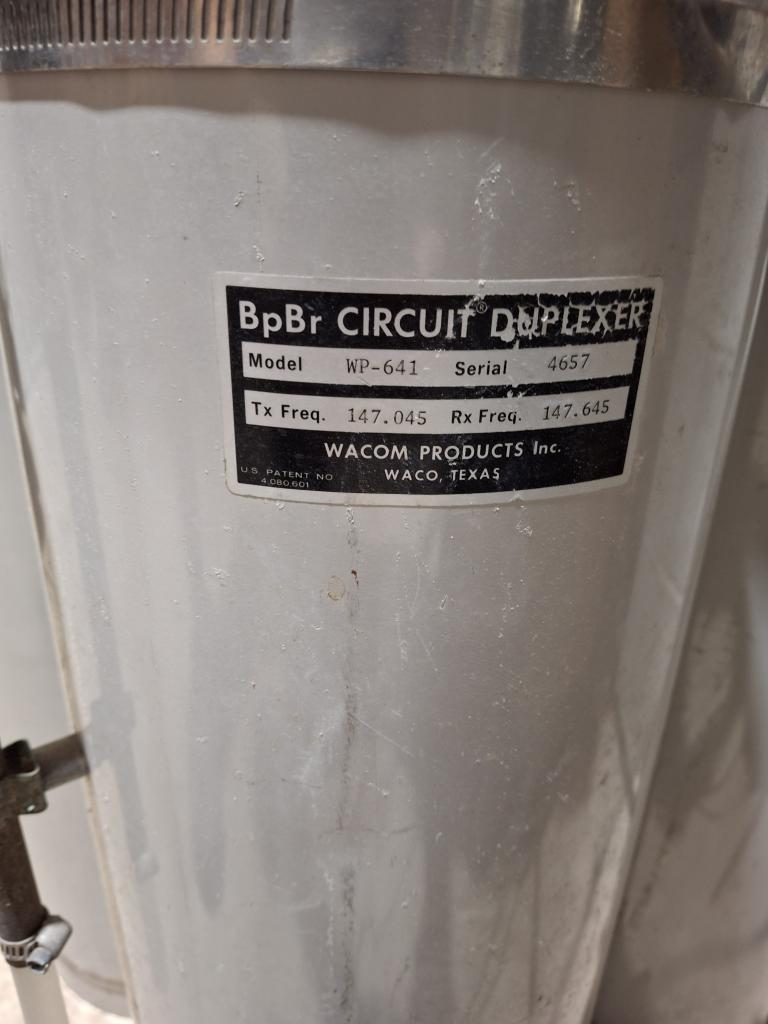 BpBr CIRCUIT® DUPLEXER
Model WP-641 Serial 4657
Tx Freq. 147.045 Rx Freq. 147.645
WACOM PRODUCTS Inc.
WACO, TEXAS
U.S. PATENT NO
4,080,601